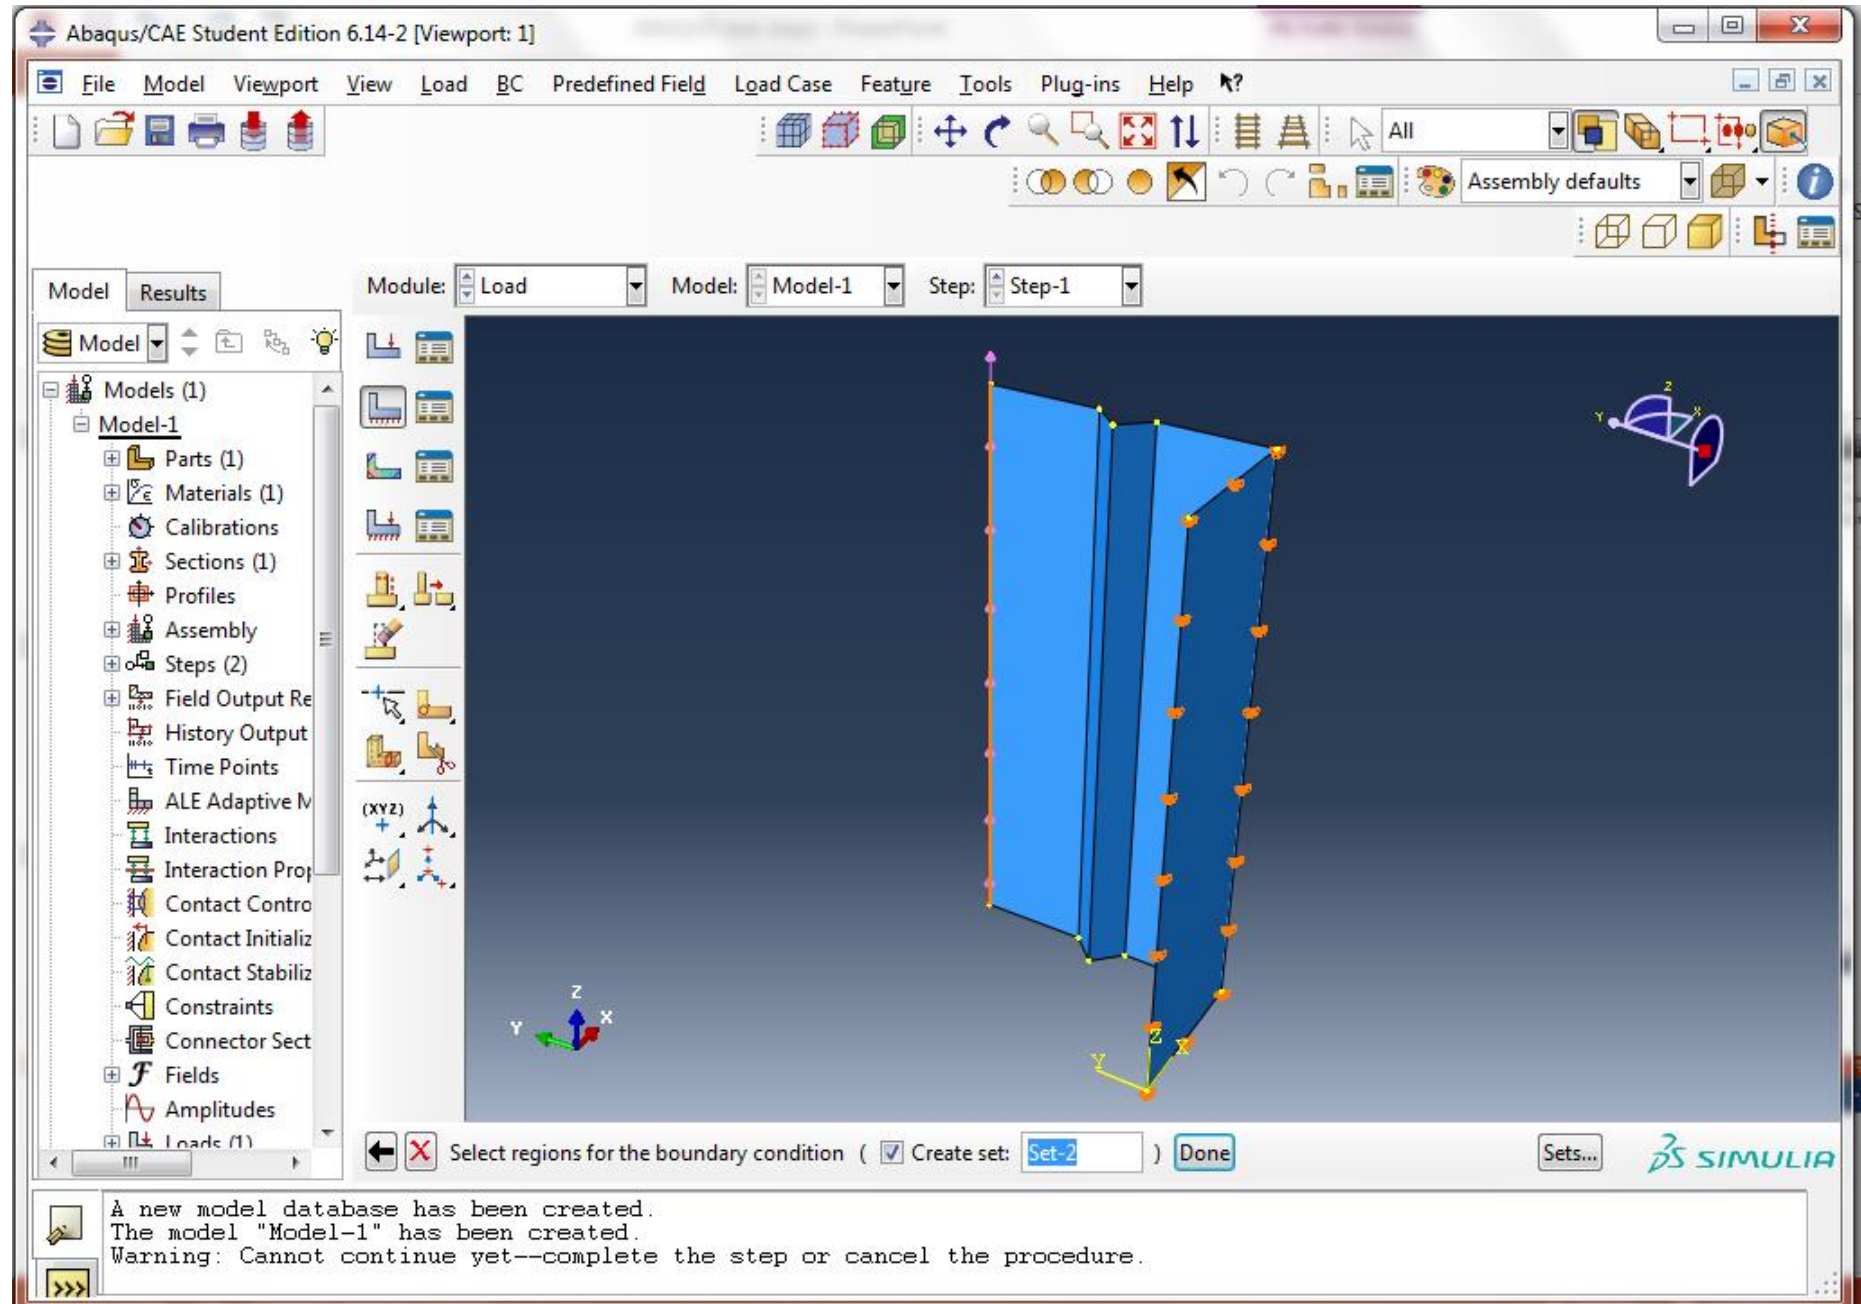 Abaqus/CAE Student Edition 6.14-2 [Viewport: 1]
File Model Viewport View Load BC Predefined Field Load Case Feature Tools Plug-ins Help ?
All
Assembly defaults
Model Results
Module: Load Model: Model-1 Step: Step-1
Model
Models (1)
Model-1
Parts (1)
Materials (1)
Calibrations
Sections (1)
Profiles
Assembly
Steps (2)
Field Output Re
History Output
Time Points
ALE Adaptive M
Interactions
Interaction Prop
Contact Contro
Contact Initializ
Contact Stabiliz
Constraints
Connector Sect
Fields
Amplitudes
Loads (1)
(XYZ)
Z
Y X
Z
Y X
Z
Y X
Select regions for the boundary condition ( Create set: Set-2 ) Done Sets... SIMULIA
A new model database has been created.
The model "Model-1" has been created.
Warning: Cannot continue yet--complete the step or cancel the procedure.
>>>